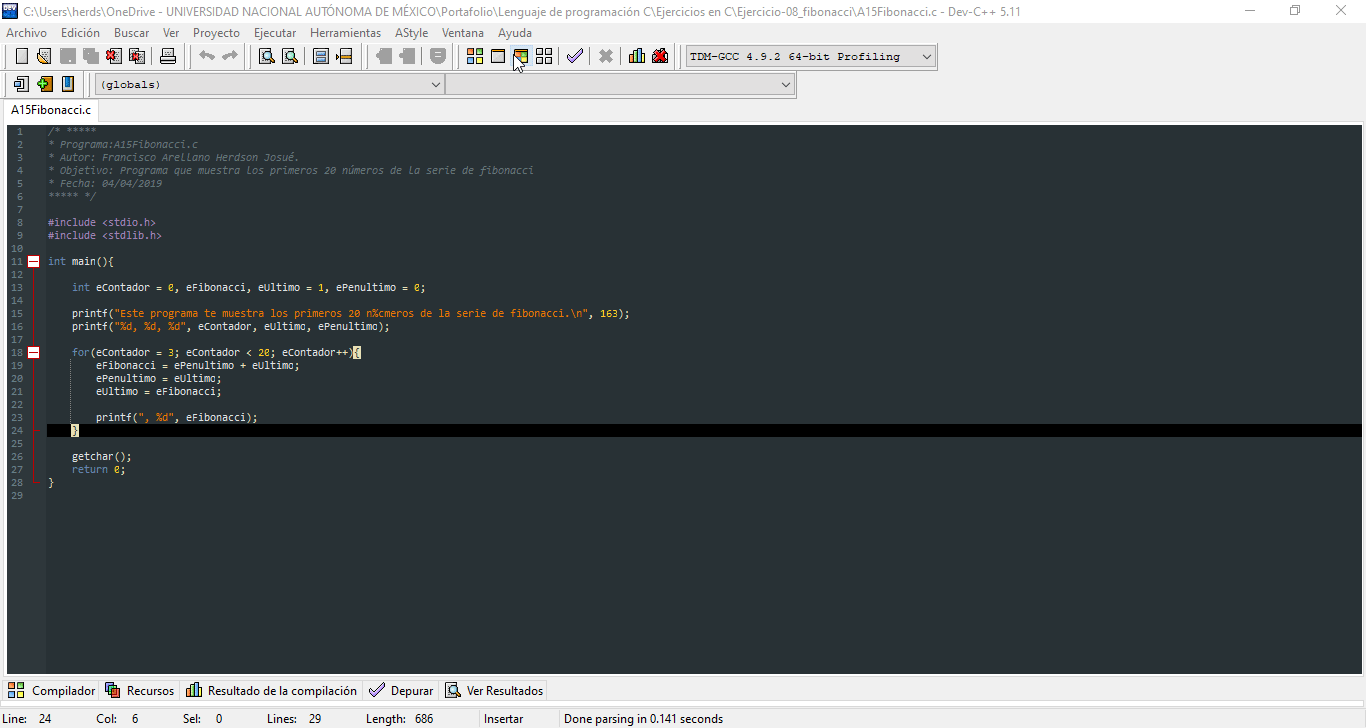 C:\Users\herds\OneDrive - UNIVERSIDAD NACIONAL AUTÓNOMA DE MÉXICO\Portafolio\Lenguaje de programación C\Ejercicios en C\Ejercicio-08_fibonacci\A15Fibonacci.c - Dev-C++ 5.11
Archivo Edición Buscar Ver Proyecto Ejecutar Herramientas AStyle Ventana Ayuda
TDM-GCC 4.9.2 64-bit Profiling
(globals)
A15Fibonacci.c
1 /* *****
2 * Programa:A15Fibonacci.c
3 * Autor: Francisco Arellano Herdson Josué.
4 * Objetivo: Programa que muestra los primeros 20 números de la serie de fibonacci
5 * Fecha: 04/04/2019
6 ***** */
7
8 #include <stdio.h>
9 #include <stdlib.h>
10
11 int main(){
12
13 int eContador = 0, eFibonacci, eUltimo = 1, ePenultimo = 0;
14
15 printf("Este programa te muestra los primeros 20 n%cmeros de la serie de fibonacci.\n", 163);
16 printf("%d, %d, %d", eContador, eUltimo, ePenultimo);
17
18 for(eContador = 3; eContador < 20; eContador++){
19 eFibonacci = ePenultimo + eUltimo;
20 ePenultimo = eUltimo;
21 eUltimo = eFibonacci;
22
23 printf(", %d", eFibonacci);
24 }
25
26 getchar();
27 return 0;
28 }
29
Compilador Recursos Resultado de la compilación Depurar Ver Resultados
Line: 24 Col: 6 Sel: 0 Lines: 29 Length: 686 Insertar Done parsing in 0.141 seconds